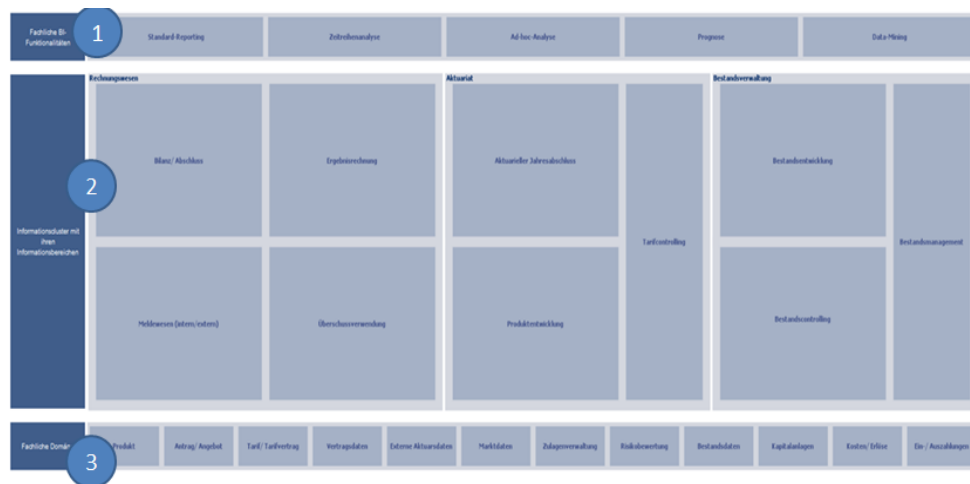 Fachliche BI-
Funktionalitäten
1
Standard-Reporting
Zeitreihenanalyse
Ad-hoc-Analyse
Prognose
Data-Mining
Informationscluster mit
ihren
Informationsbereichen
2
Rechnungswesen
Bilanz/ Abschluss
Ergebnisrechnung
Meldewesen (intern/extern)
Überschussverwendung
Aktuariat
Aktuarieller Jahresabschluss
Tarifcontrolling
Produktentwicklung
Bestandsverwaltung
Bestandsentwicklung
Bestandsmanagement
Bestandscontrolling
Fachliche Domän
3
Produkt
Antrag/ Angebot
Tarif/ Tarifvertrag
Vertragsdaten
Externe Aktuarsdaten
Marktdaten
Zulagenverwaltung
Risikobewertung
Bestandsdaten
Kapitalanlagen
Kosten/ Erlöse
Ein-/ Auszahlungen